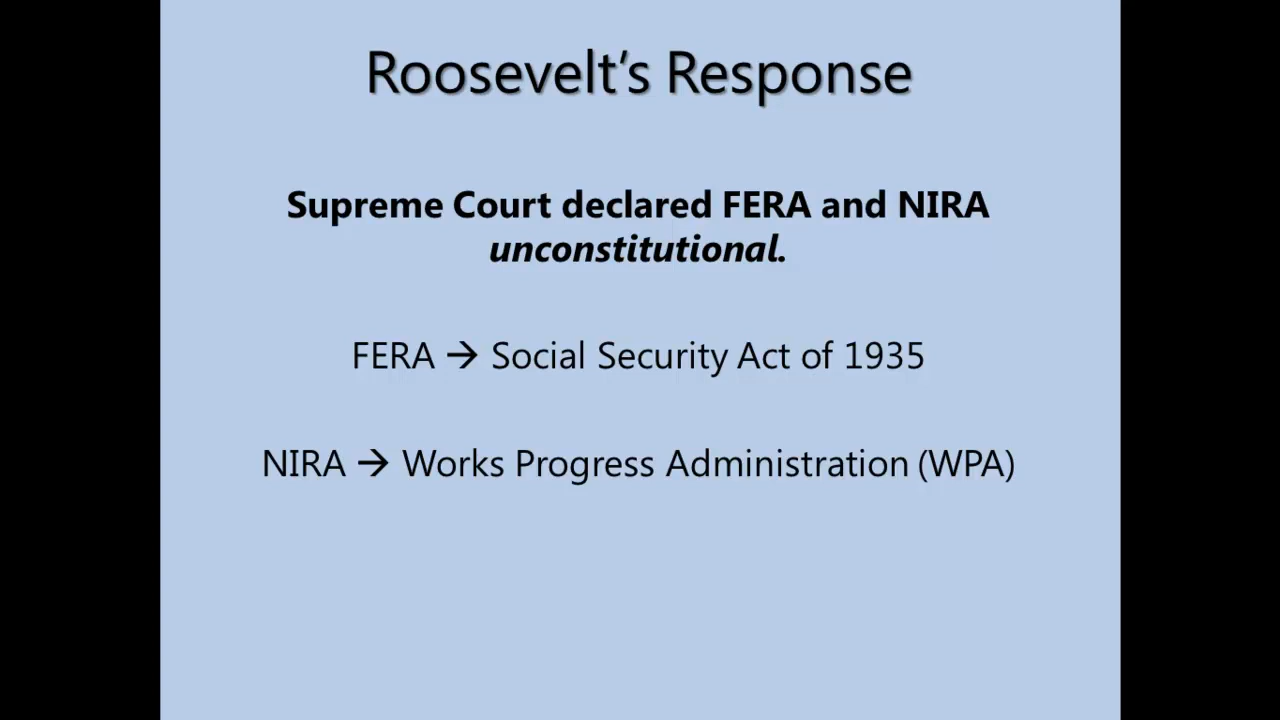 Roosevelt’s Response
Supreme Court declared FERA and NIRA
unconstitutional.
FERA → Social Security Act of 1935
NIRA → Works Progress Administration (WPA)